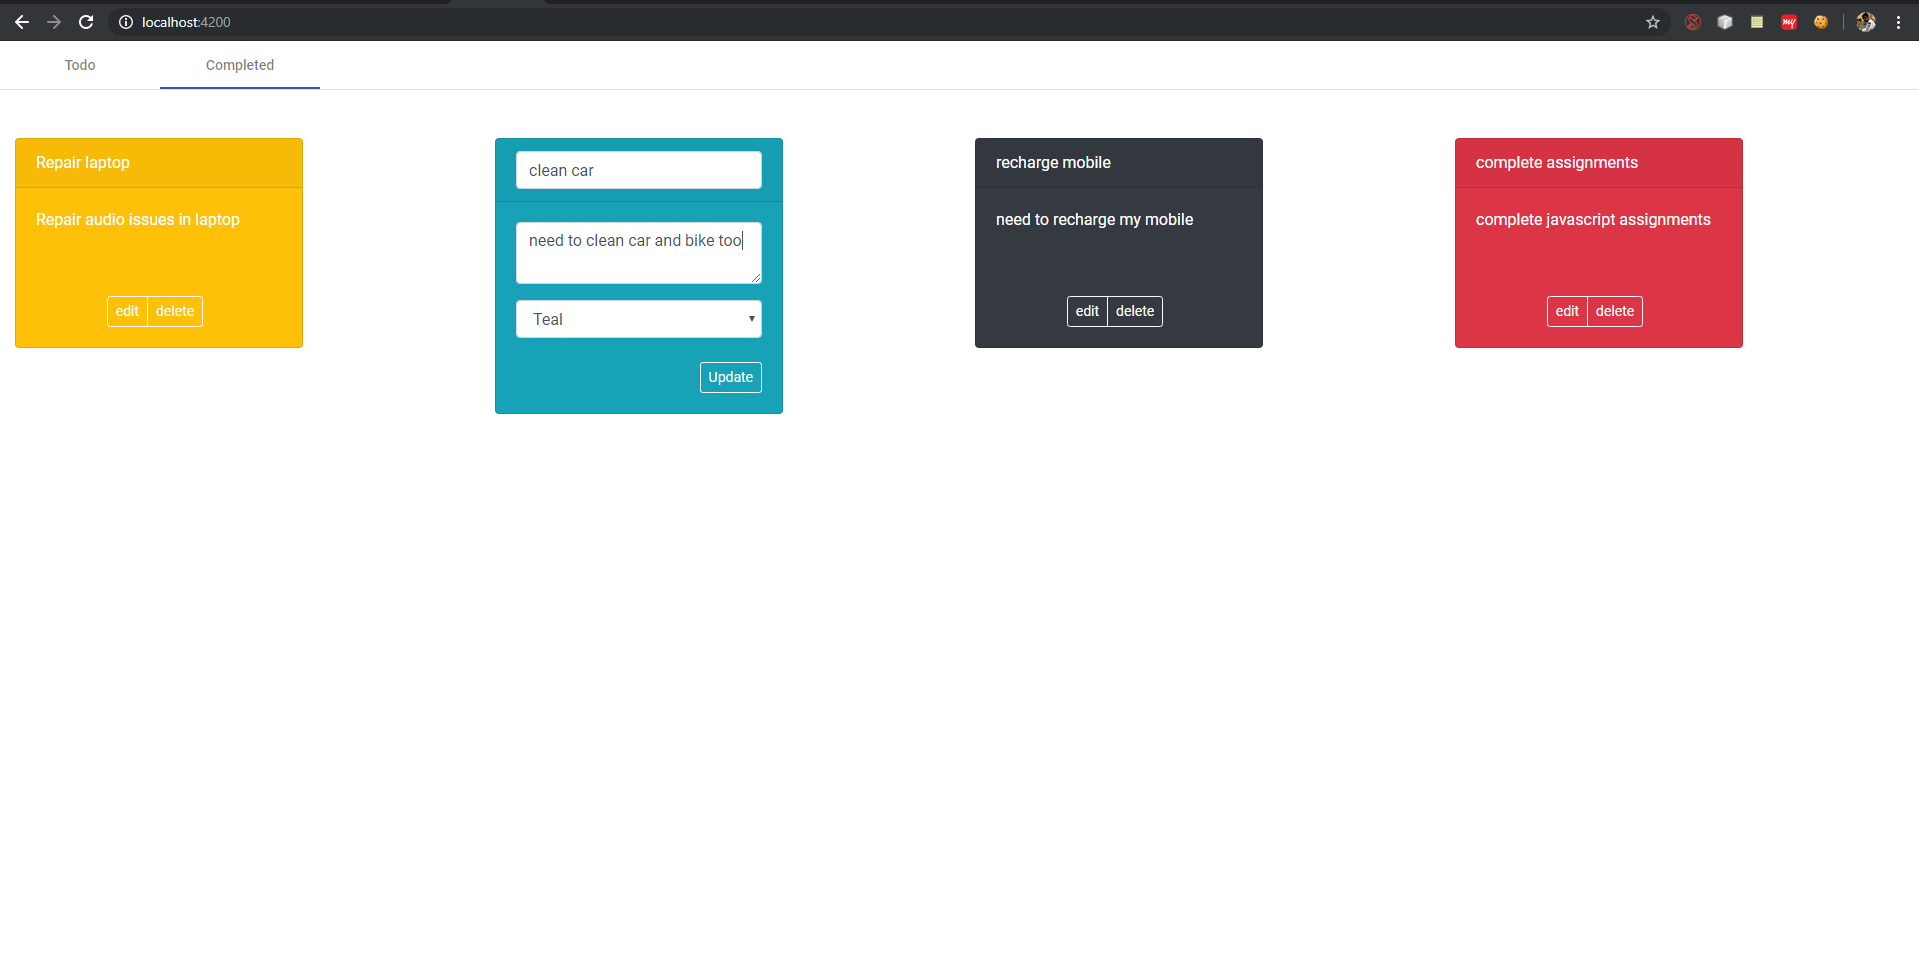 localhost:4200
my
Todo
Completed
Repair laptop
Repair audio issues in laptop
edit
delete
clean car
need to clean car and bike too
Teal
Update
recharge mobile
need to recharge my mobile
edit
delete
complete assignments
complete javascript assignments
edit
delete